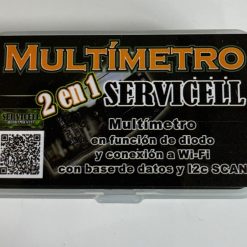 MULTÍMETRO
2 en 1 SERVICELL
SERVICELL
Multímetro
en función de diodo
y conexión a Wi-Fi
con base de datos y I2c SCAN